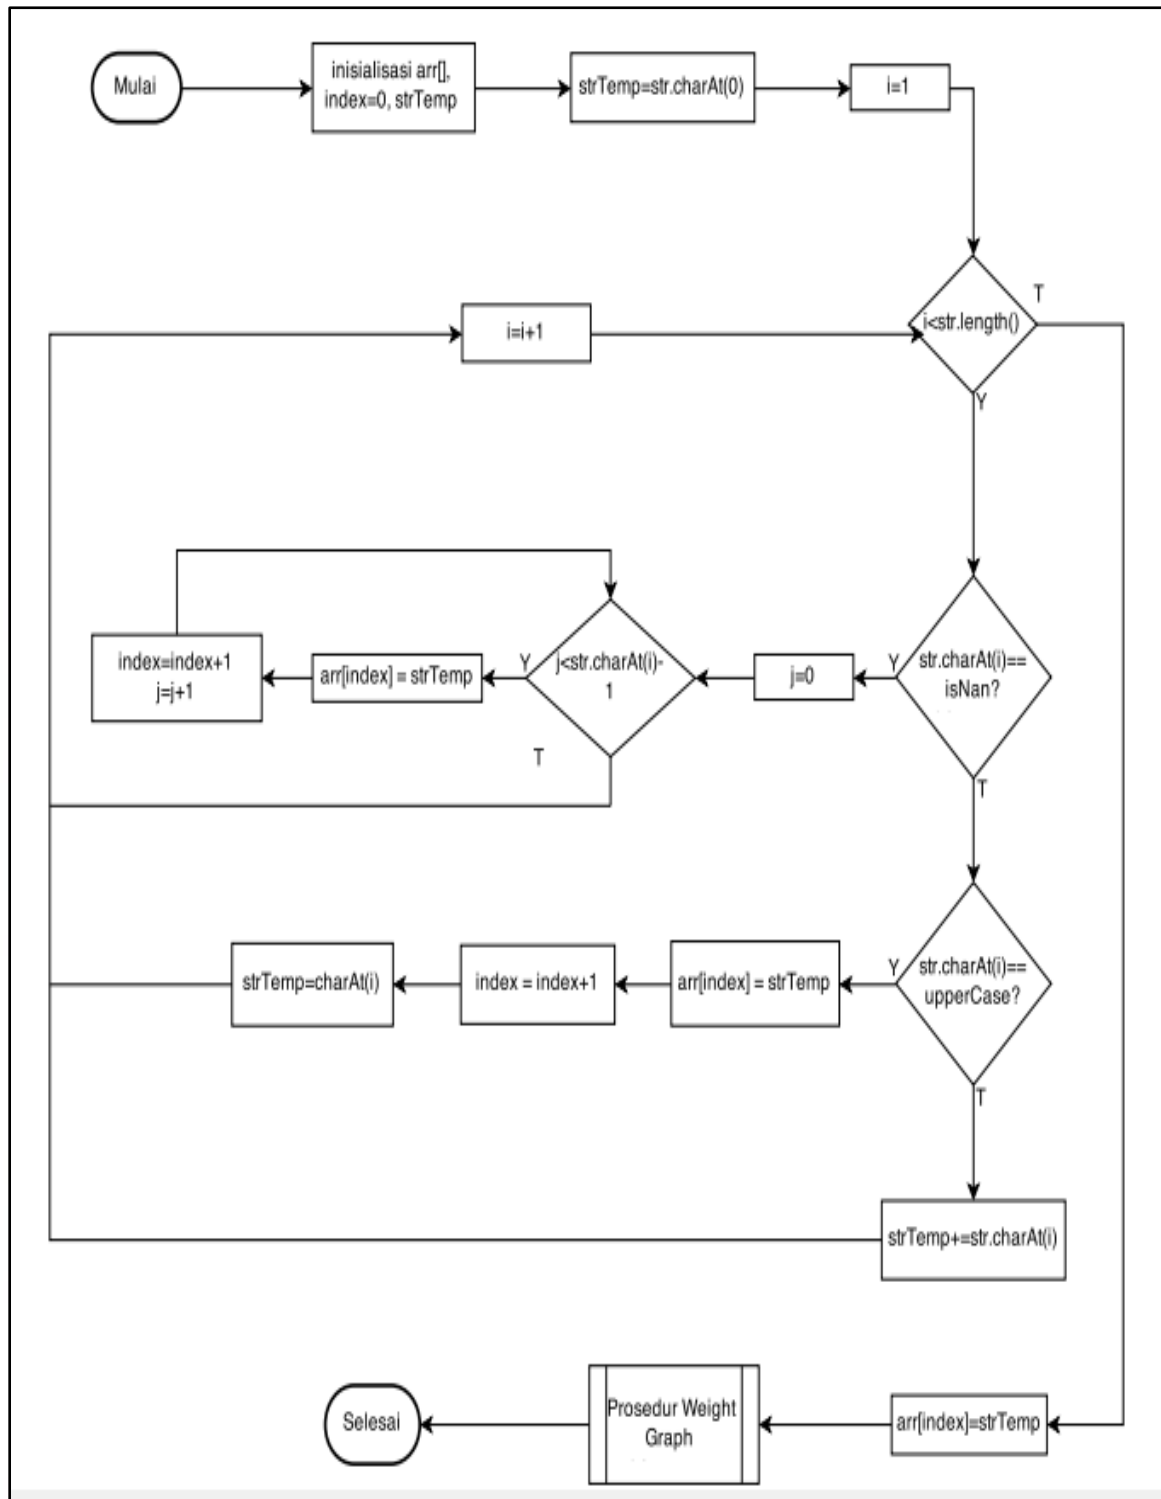 Mulai
inisialisasi arr[],
index=0, strTemp
strTemp=str.charAt(0)
i=1
i<str.length()
T
Y
i=i+1
str.charAt(i)==
isNan?
Y
T
j=0
j<str.charAt(i)-
1
Y
T
arr[index] = strTemp
index=index+1
j=j+1
str.charAt(i)==
upperCase?
Y
T
arr[index] = strTemp
index = index+1
strTemp=charAt(i)
strTemp+=str.charAt(i)
arr[index]=strTemp
Prosedur Weight
Graph
Selesai